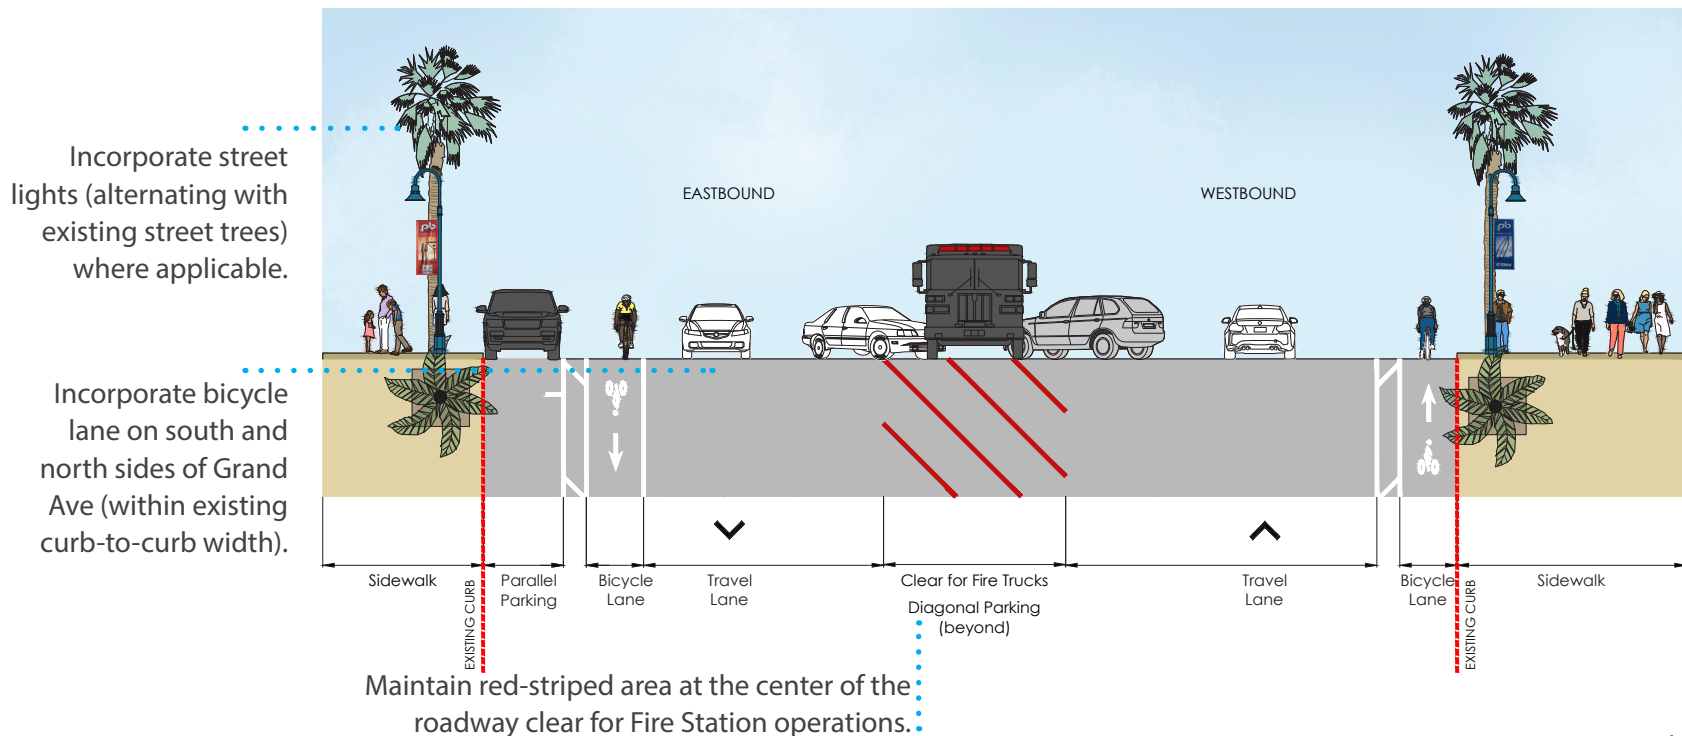 Incorporate street
lights (alternating with
existing street trees)
where applicable.
EASTBOUND
WESTBOUND
pb
pb
Incorporate bicycle
lane on south and
north sides of Grand
Ave (within existing
curb-to-curb width).
Sidewalk
EXISTING CURB
Parallel
Parking
Bicycle
Lane
Travel
Lane
Clear for Fire Trucks
Diagonal Parking
(beyond)
Travel
Lane
Bicycle
Lane
EXISTING CURB
Sidewalk
Maintain red-striped area at the center of the
roadway clear for Fire Station operations.